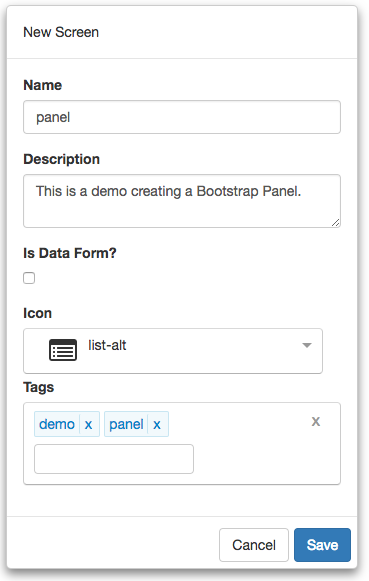 New Screen
Name
panel
Description
This is a demo creating a Bootstrap Panel.
Is Data Form?
Icon
list-alt
Tags
demo x panel x x
Cancel Save